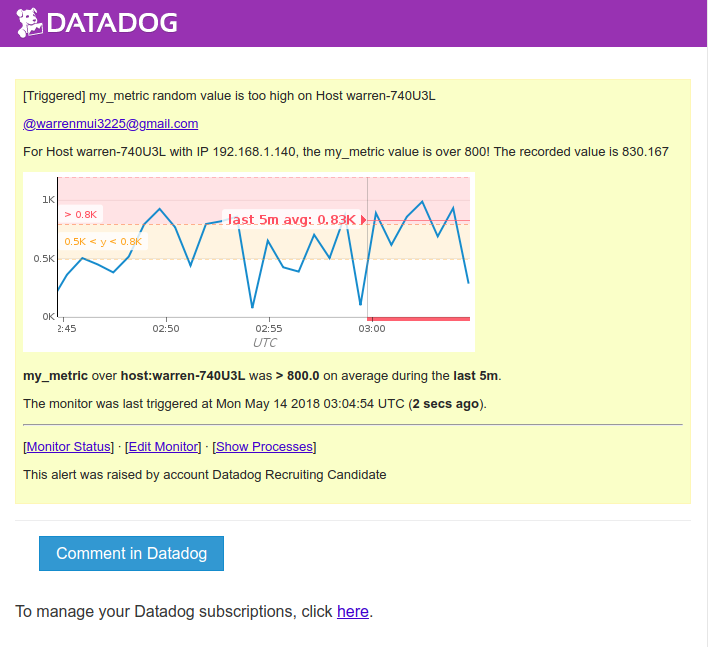 DATADOG
[Triggered] my_metric random value is too high on Host warren-740U3L
@warrenmui3225@gmail.com
For Host warren-740U3L with IP 192.168.1.140, the my_metric value is over 800! The recorded value is 830.167
1K
> 0.8K
last 5m avg: 0.83K
0.5K < y < 0.8K
0.5K
0K
2:45 02:50 02:55 03:00
UTC
my_metric over host:warren-740U3L was > 800.0 on average during the last 5m.
The monitor was last triggered at Mon May 14 2018 03:04:54 UTC (2 secs ago).
[Monitor Status] · [Edit Monitor] · [Show Processes]
This alert was raised by account Datadog Recruiting Candidate
Comment in Datadog
To manage your Datadog subscriptions, click here.